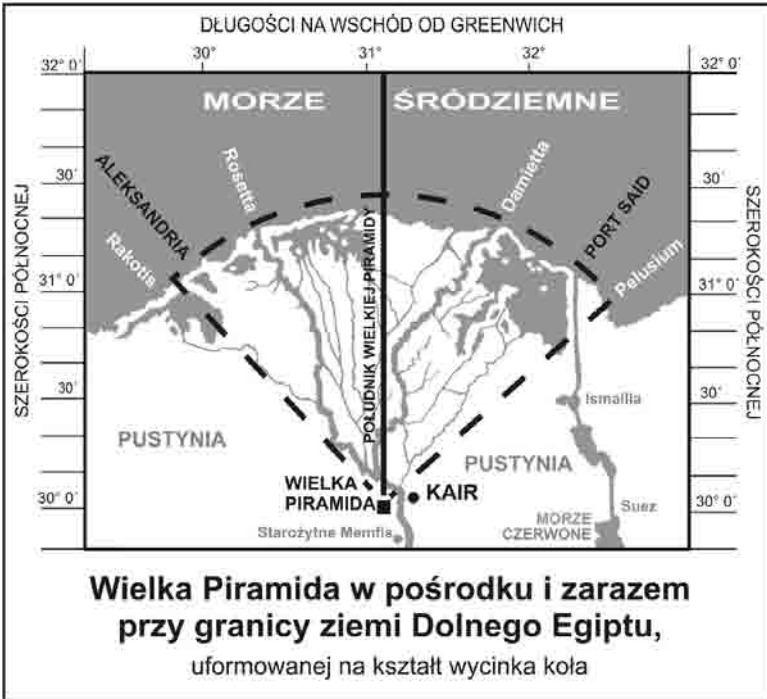 DŁUGOŚCI NA WSCHÓD OD GREENWICH
30° 31° 32°
32° 0´ 32° 0´
MORZE ŚRÓDZIEMNE
30´ 30´
ALEKSANDRIA
Rakotis
Rosetta
Damietta
PORT SAID
Pelusium
SZEROKOŚCI PÓŁNOCNEJ
SZEROKOŚCI PÓŁNOCNEJ
31° 0´ 31° 0´
POŁUDNIK WIELKIEJ PIRAMIDY
30´ 30´
Ismailia
PUSTYNIA
PUSTYNIA
WIELKA
PIRAMIDA
KAIR
30° 0´ 30° 0´
Suez
Starożytne Memfis
MORZE
CZERWONE
Wielka Piramida w pośrodku i zarazem
przy granicy ziemi Dolnego Egiptu,
uformowanej na kształt wycinka koła